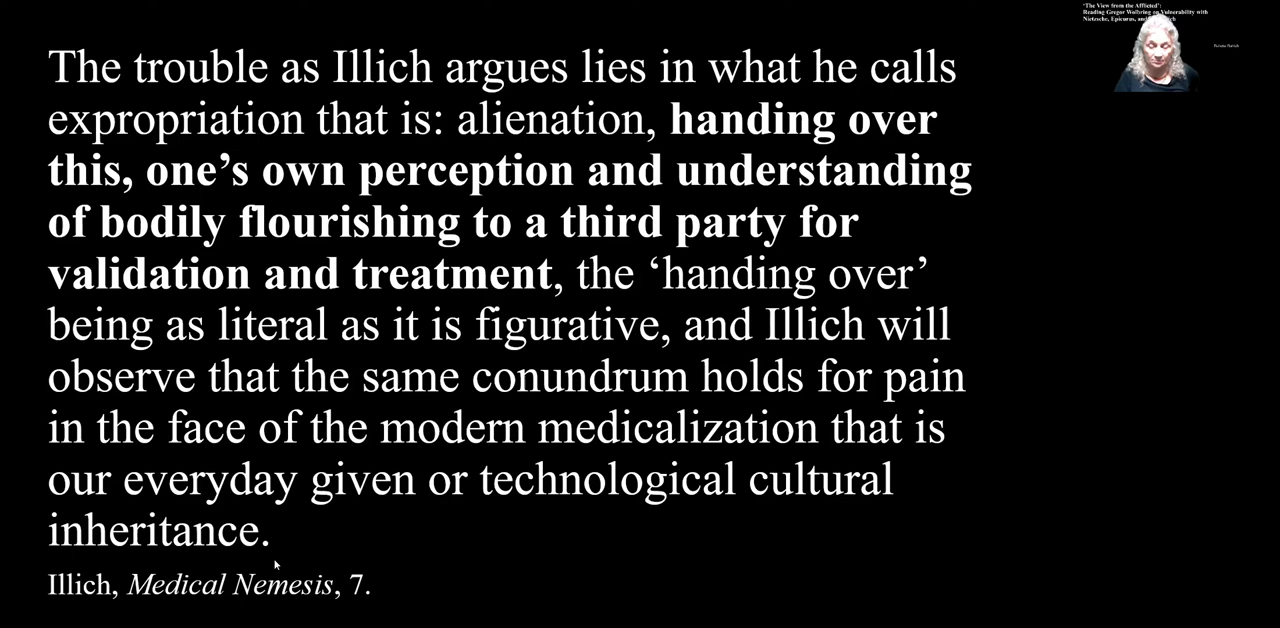 The trouble as Illich argues lies in what he calls
expropriation that is: alienation, handing over
this, one’s own perception and understanding
of bodily flourishing to a third party for
validation and treatment, the ‘handing over’
being as literal as it is figurative, and Illich will
observe that the same conundrum holds for pain
in the face of the modern medicalization that is
our everyday given or technological cultural
inheritance.
Illich, Medical Nemesis, 7.
‘The View from the Afflicted’:
Reading Gregor Wolbring on Vulnerability with
Nietzsche, Epicurus, and